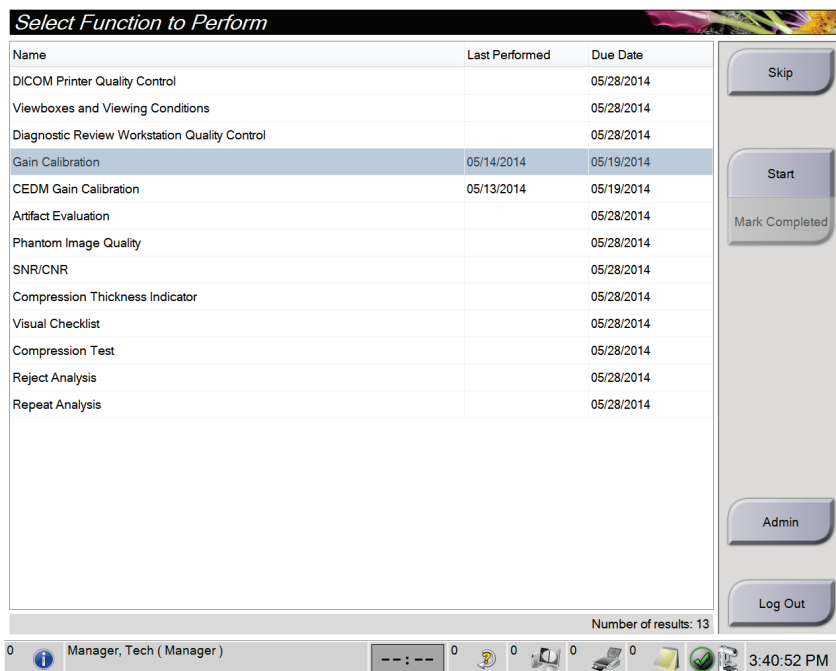 Select Function to Perform
Name Last Performed Due Date
DICOM Printer Quality Control 05/28/2014
Viewboxes and Viewing Conditions 05/28/2014
Diagnostic Review Workstation Quality Control 05/28/2014
Gain Calibration 05/14/2014 05/19/2014
CEDM Gain Calibration 05/13/2014 05/19/2014
Artifact Evaluation 05/28/2014
Phantom Image Quality 05/28/2014
SNR/CNR 05/28/2014
Compression Thickness Indicator 05/28/2014
Visual Checklist 05/28/2014
Compression Test 05/28/2014
Reject Analysis 05/28/2014
Repeat Analysis 05/28/2014
Number of results: 13
Skip
Start
Mark Completed
Admin
Log Out
0 Manager, Tech ( Manager ) --:-- 0 0 0 0 3:40:52 PM